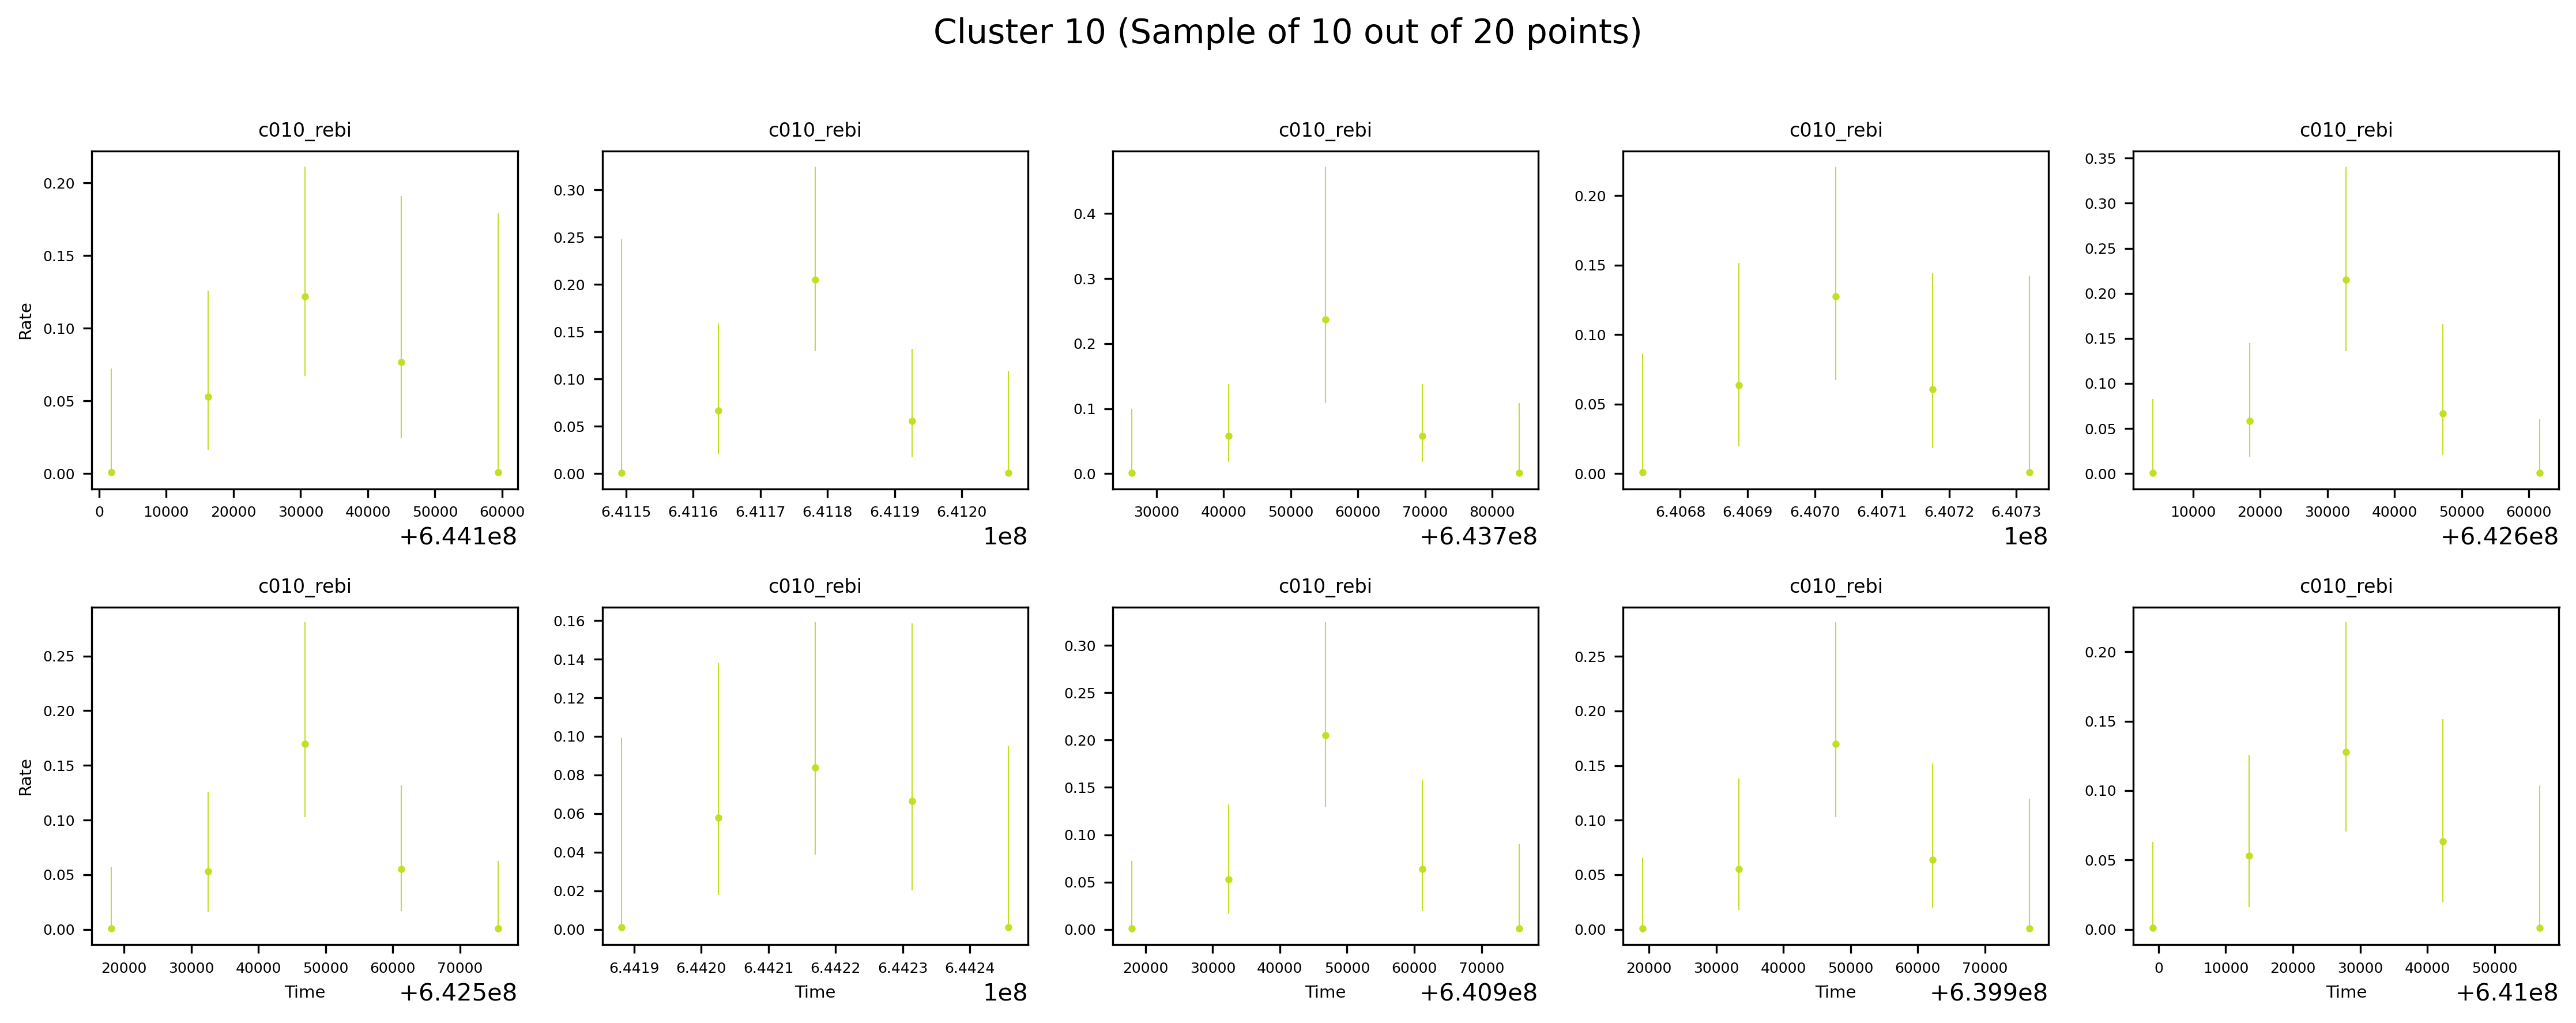 Cluster 10 (Sample of 10 out of 20 points)
c010_rebi c010_rebi c010_rebi c010_rebi c010_rebi
Rate
0.20 0.15 0.10 0.05 0.00
0 10000 20000 30000 40000 50000 60000
+6.441e8
0.30 0.25 0.20 0.15 0.10 0.05 0.00
6.4115 6.4116 6.4117 6.4118 6.4119 6.4120
1e8
0.4 0.3 0.2 0.1 0.0
30000 40000 50000 60000 70000 80000
+6.437e8
0.20 0.15 0.10 0.05 0.00
6.4068 6.4069 6.4070 6.4071 6.4072 6.4073
1e8
0.35 0.30 0.25 0.20 0.15 0.10 0.05 0.00
10000 20000 30000 40000 50000 60000
+6.426e8
c010_rebi c010_rebi c010_rebi c010_rebi c010_rebi
Rate
0.25 0.20 0.15 0.10 0.05 0.00
20000 30000 40000 50000 60000 70000
Time +6.425e8
0.16 0.14 0.12 0.10 0.08 0.06 0.04 0.02 0.00
6.4419 6.4420 6.4421 6.4422 6.4423 6.4424
Time 1e8
0.30 0.25 0.20 0.15 0.10 0.05 0.00
20000 30000 40000 50000 60000 70000
Time +6.409e8
0.25 0.20 0.15 0.10 0.05 0.00
20000 30000 40000 50000 60000 70000
Time +6.399e8
0.20 0.15 0.10 0.05 0.00
0 10000 20000 30000 40000 50000
Time +6.41e8